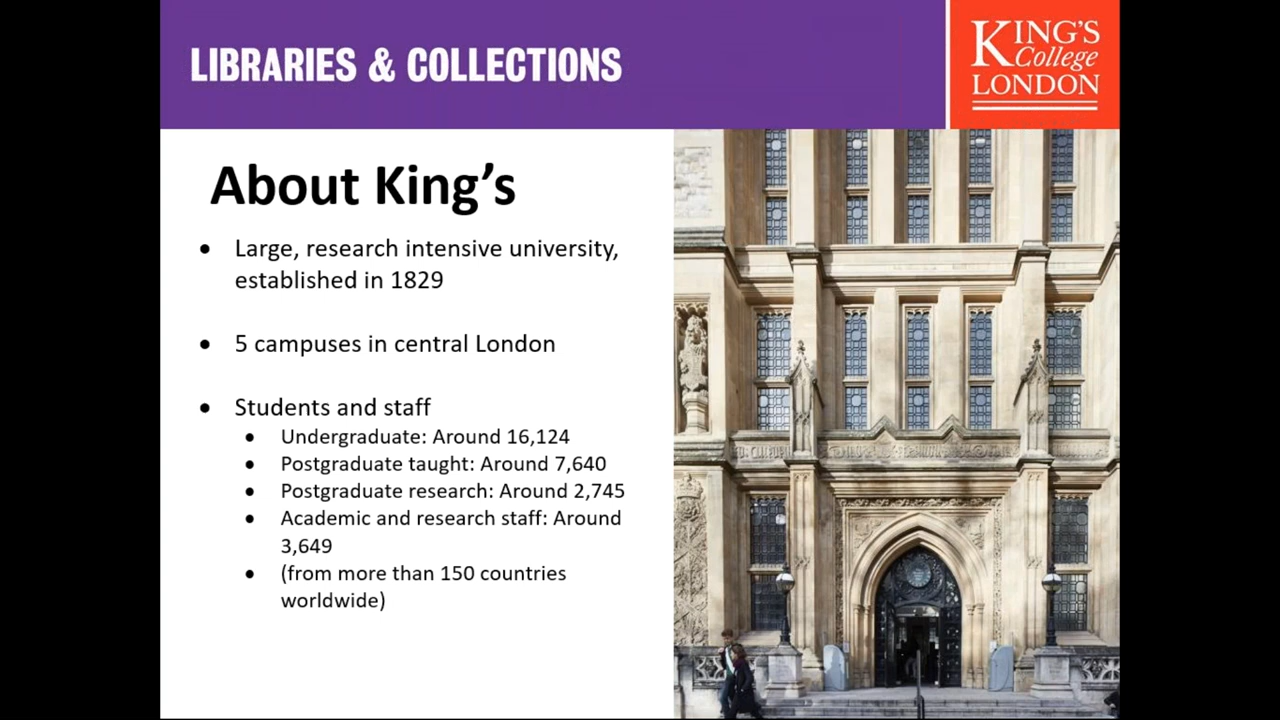 LIBRARIES & COLLECTIONS
KING'S
College
LONDON
About King's
• Large, research intensive university,
established in 1829
• 5 campuses in central London
• Students and staff
• Undergraduate: Around 16,124
• Postgraduate taught: Around 7,640
• Postgraduate research: Around 2,745
• Academic and research staff: Around
3,649
• (from more than 150 countries
worldwide)